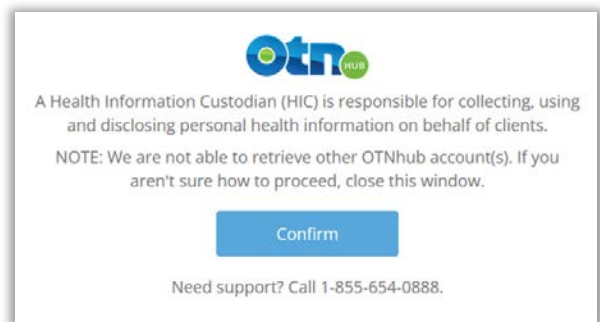 otn HUB
A Health Information Custodian (HIC) is responsible for collecting, using
and disclosing personal health information on behalf of clients.
NOTE: We are not able to retrieve other OTNhub account(s). If you
aren't sure how to proceed, close this window.
Confirm
Need support? Call 1-855-654-0888.